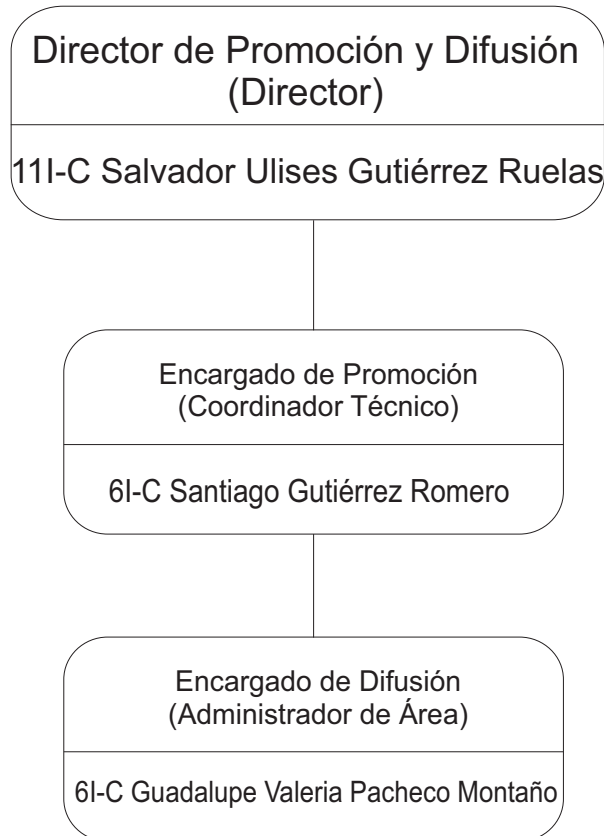 Director de Promoción y Difusión
(Director)
11I-C Salvador Ulises Gutiérrez Ruelas
Encargado de Promoción
(Coordinador Técnico)
6I-C Santiago Gutiérrez Romero
Encargado de Difusión
(Administrador de Área)
6I-C Guadalupe Valeria Pacheco Montaño